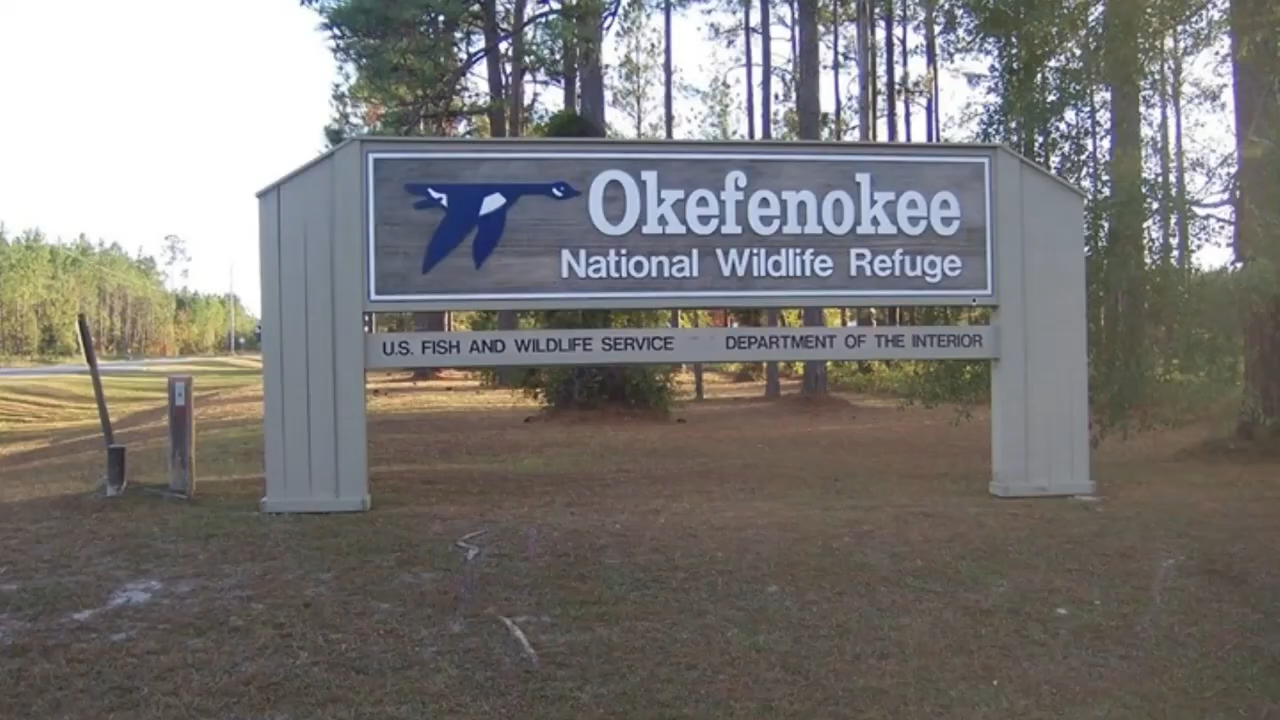 Okefenokee
National Wildlife Refuge
U.S. FISH AND WILDLIFE SERVICE DEPARTMENT OF THE INTERIOR